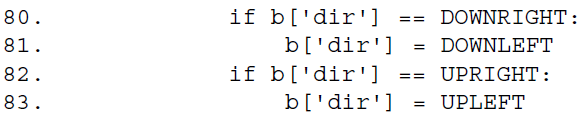 80.             if b['dir'] == DOWNRIGHT:
81.                 b['dir'] = DOWNLEFT
82.             if b['dir'] == UPRIGHT:
83.                 b['dir'] = UPLEFT